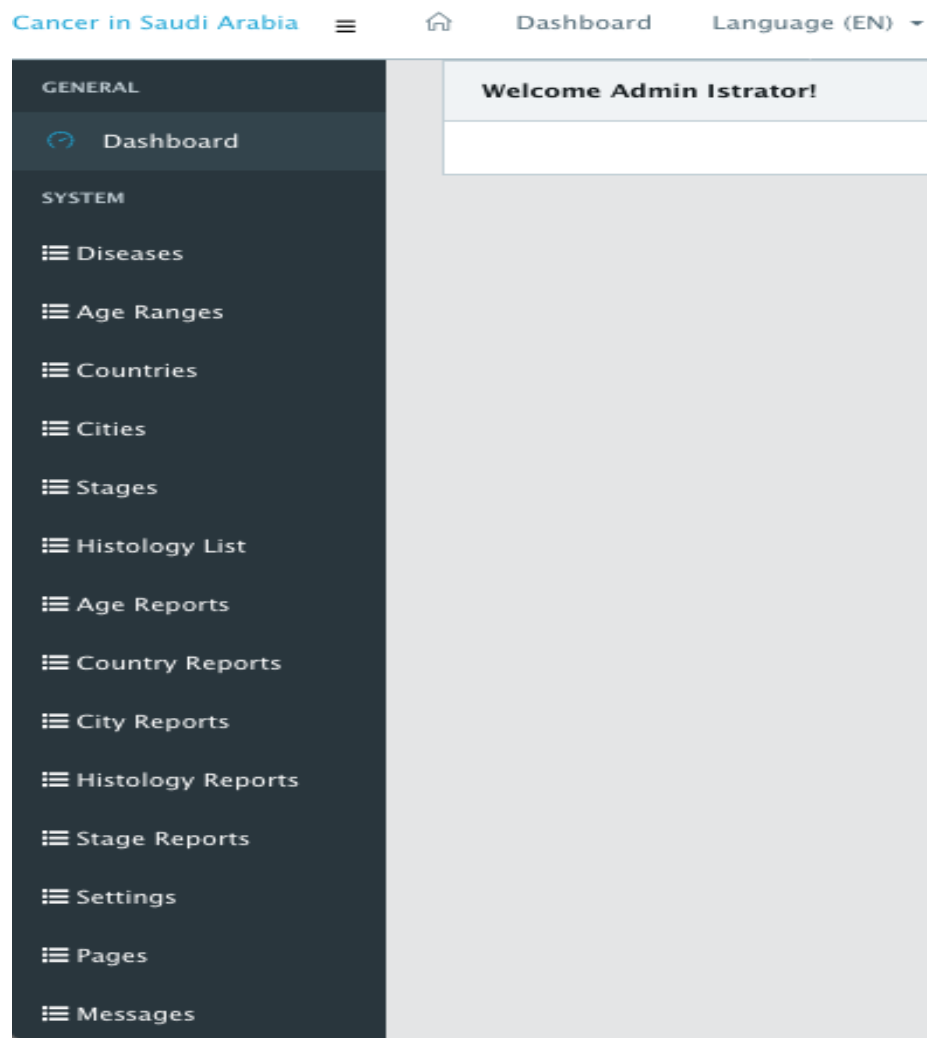 Cancer in Saudi Arabia Dashboard Language (EN)
GENERAL
Welcome Admin Istrator!
Dashboard
SYSTEM
Diseases
Age Ranges
Countries
Cities
Stages
Histology List
Age Reports
Country Reports
City Reports
Histology Reports
Stage Reports
Settings
Pages
Messages